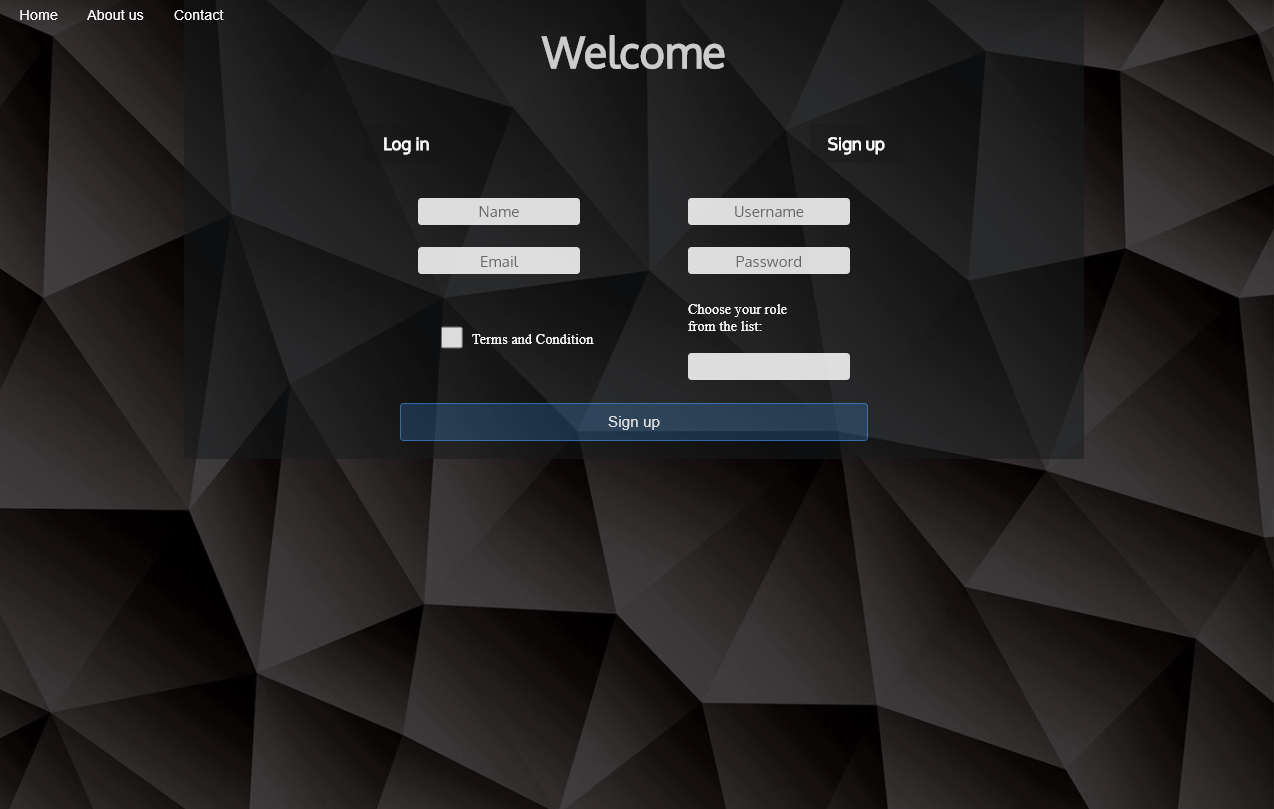 Home About us Contact
Welcome
Log in Sign up
Name Username
Email Password
Choose your role
from the list:
Terms and Condition
Sign up